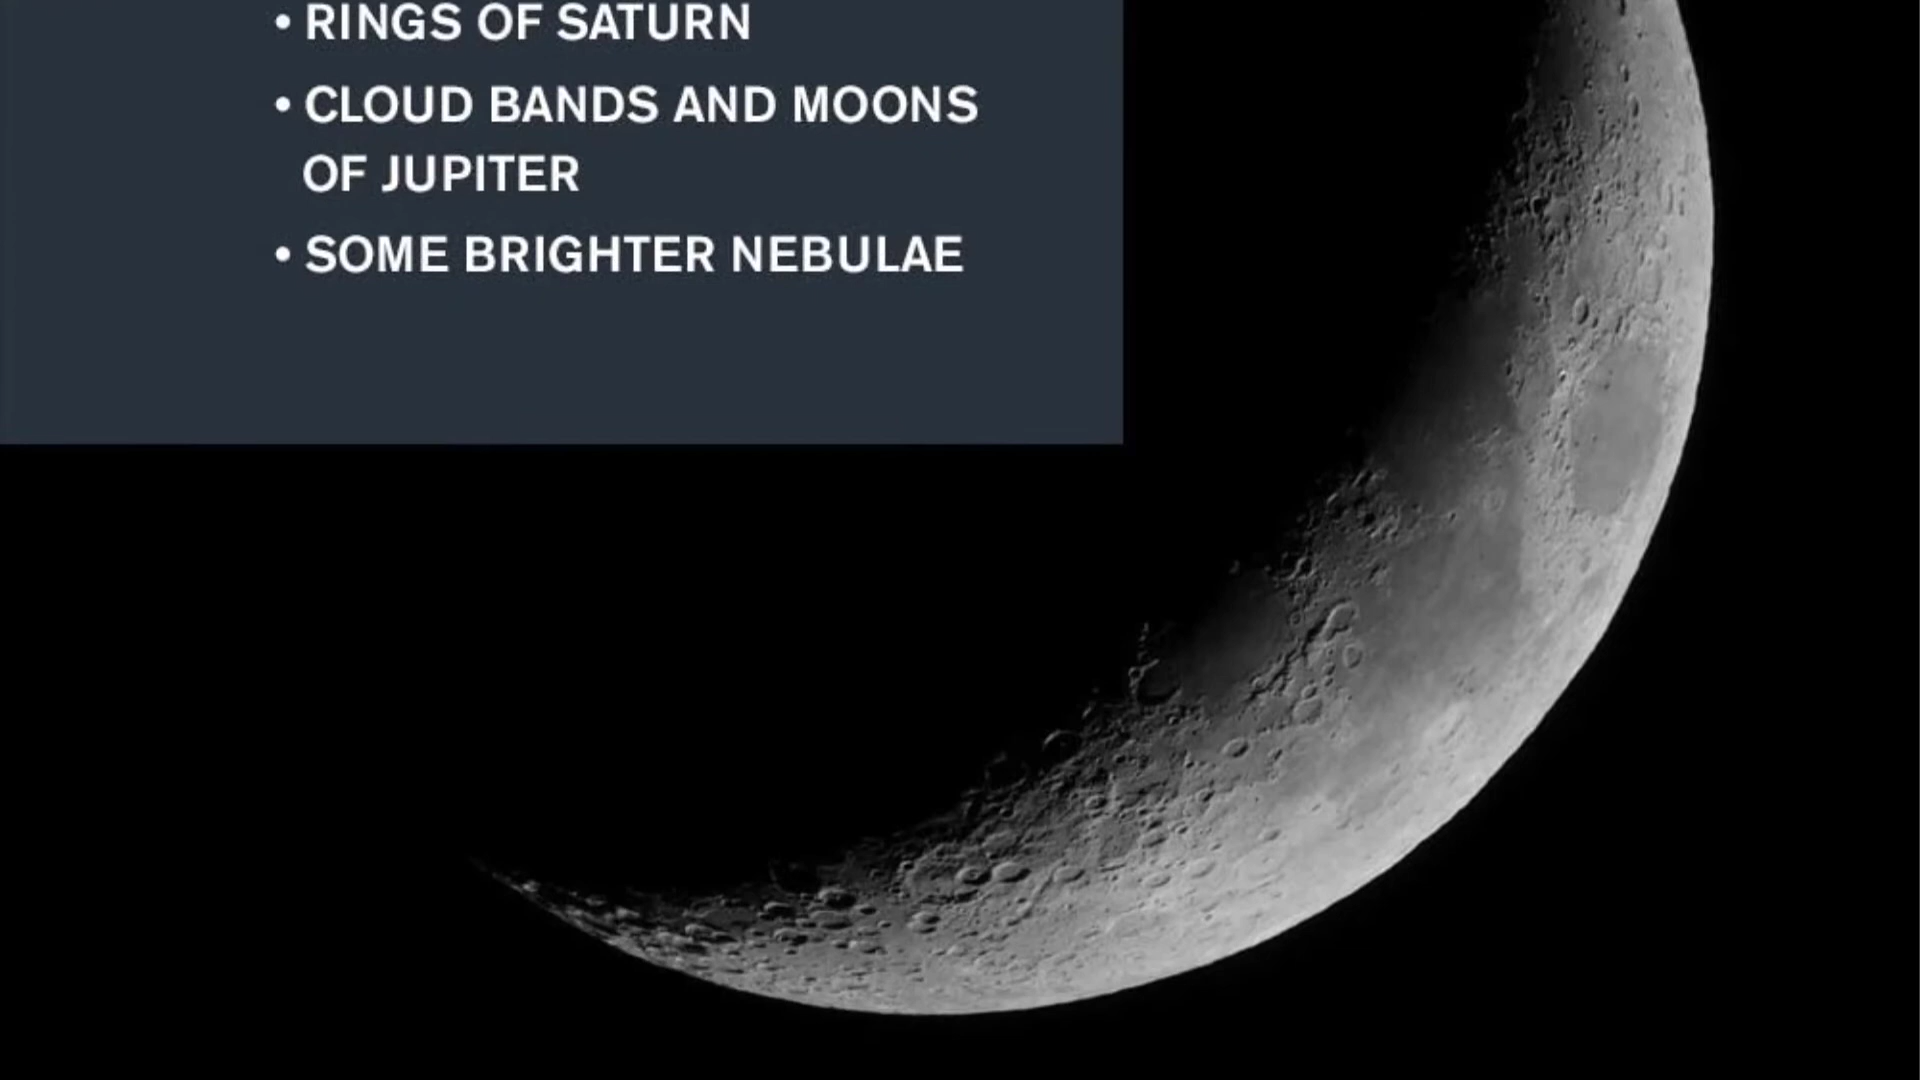 • RINGS OF SATURN
• CLOUD BANDS AND MOONS
OF JUPITER
• SOME BRIGHTER NEBULAE